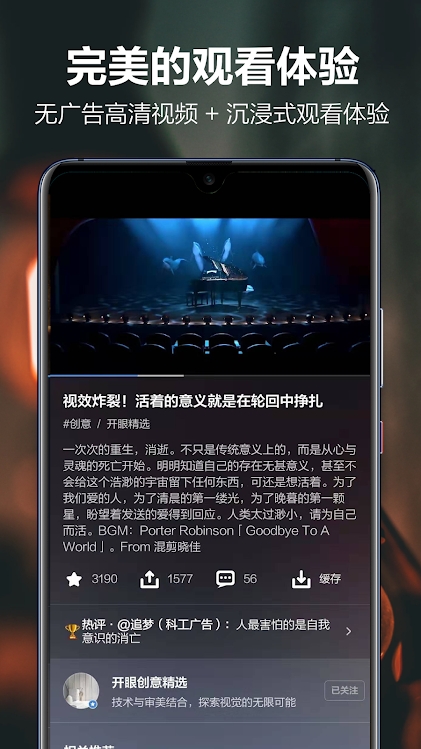 完美的观看体验
无广告高清视频 + 沉浸式观看体验
视效炸裂！活着的意义就是在轮回中挣扎
#创意 / 开眼精选
一次次的重生，消逝。不只是传统意义上的，而是从心与
灵魂的死亡开始。明明知道自己的存在无甚意义，甚至不
会给这个浩渺的宇宙留下任何东西，可还是想活着。为了
我们爱的人，为了清晨的第一缕光，为了晚暮的第一颗
星，盼望着发送的爱得到回应。人类太过渺小，请为自己
而活。BGM：Porter Robinson「Goodbye To A
World」。From 混剪晓佳
3190 1577 56 缓存
热评 · @追梦（科工广告）：人最害怕的是自我
意识的消亡
开眼创意精选
技术与审美结合，探索视觉的无限可能
已关注
相关推荐